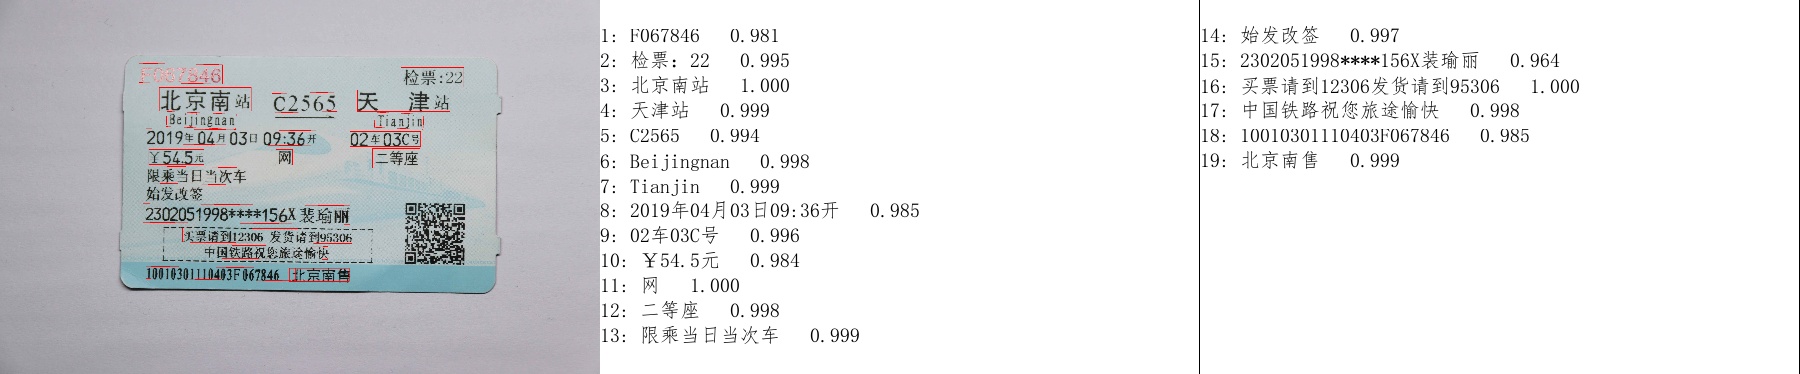 F067846
检票:22
北京南站 C2565 天津站
Beijingnan Tianjin
2019年04月03日09:36开 02车03C号
￥54.5元 网 二等座
限乘当日当次车
始发改签
2302051998****156X裴瑜丽
买票请到12306 发货请到95306
中国铁路祝您旅途愉快
10010301110403F067846 北京南售
1: F067846 0.981
2: 检票: 22 0.995
3: 北京南站 1.000
4: 天津站 0.999
5: C2565 0.994
6: Beijingnan 0.998
7: Tianjin 0.999
8: 2019年04月03日09:36开 0.985
9: 02车03C号 0.996
10: ￥54.5元 0.984
11: 网 1.000
12: 二等座 0.998
13: 限乘当日当次车 0.999
14: 始发改签 0.997
15: 2302051998****156X装瑜丽 0.964
16: 买票请到12306发货请到95306 1.000
17: 中国铁路祝您旅途愉快 0.998
18: 10010301110403F067846 0.985
19: 北京南售 0.999